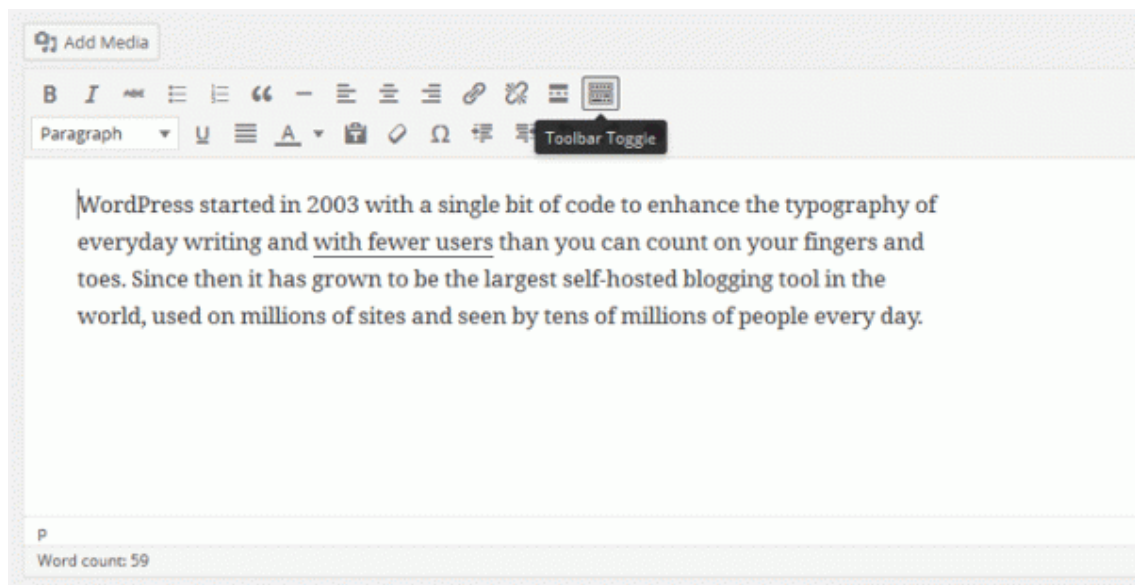 Add Media
B I ABC
Paragraph U A Ω
Toolbar Toggle
WordPress started in 2003 with a single bit of code to enhance the typography of
everyday writing and with fewer users than you can count on your fingers and
toes. Since then it has grown to be the largest self-hosted blogging tool in the
world, used on millions of sites and seen by tens of millions of people every day.
P
Word count: 59